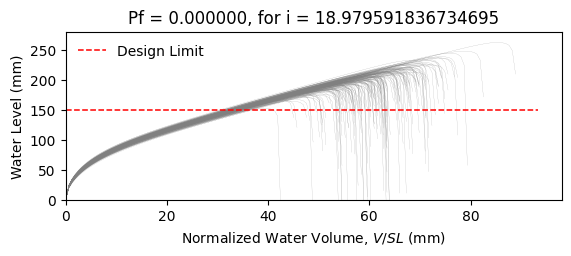 Pf = 0.000000, for i = 18.979591836734695
Water Level (mm)
250
200
150
100
50
0
Design Limit
0 20 40 60 80
Normalized Water Volume, V/SL (mm)